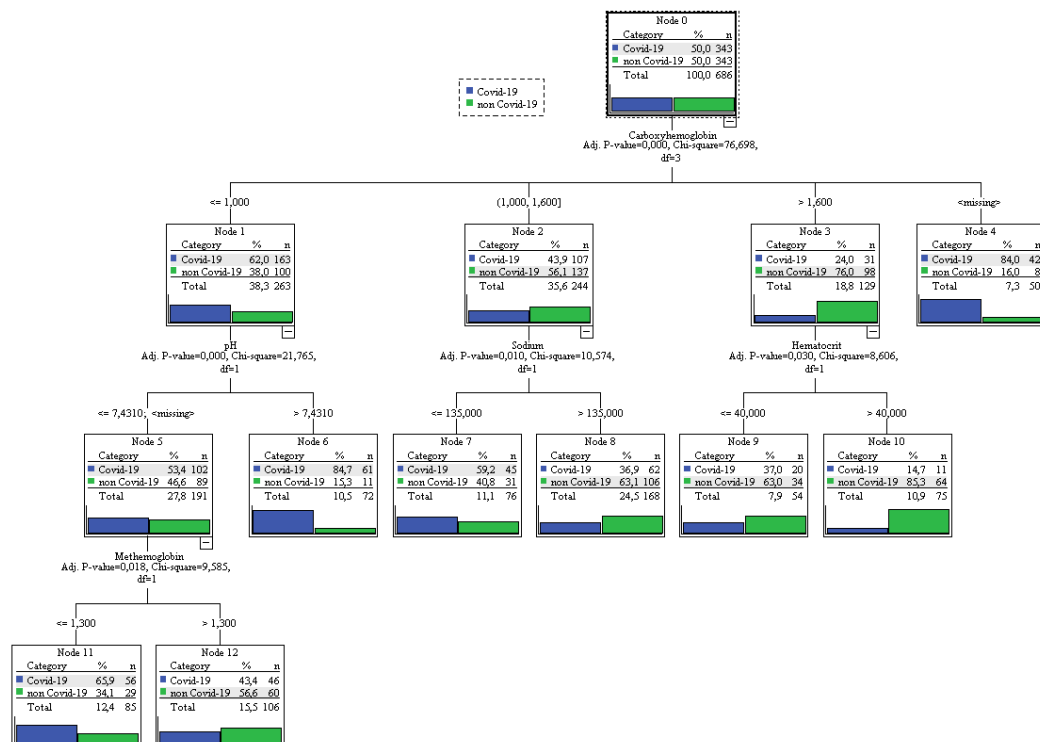 Node 0
Category % n
Covid-19 50,0 343
non Covid-19 50,0 343
Total 100,0 686
Covid-19
non Covid-19
Carboxyhemoglobin
Adj. P-value=0,000, Chi-square=76,698,
df=3
<= 1,000
(1,000, 1,600]
> 1,600
<missing>
Node 1
Category % n
Covid-19 62,0 163
non Covid-19 38,0 100
Total 38,3 263
Node 2
Category % n
Covid-19 43,9 107
non Covid-19 56,1 137
Total 35,6 244
Node 3
Category % n
Covid-19 24,0 31
non Covid-19 76,0 98
Total 18,8 129
Node 4
Category % n
Covid-19 84,0 42
non Covid-19 16,0 8
Total 7,3 50
pH
Adj. P-value=0,000, Chi-square=21,765,
df=1
Sodium
Adj. P-value=0,010, Chi-square=10,574,
df=1
Hematocrit
Adj. P-value=0,030, Chi-square=8,606,
df=1
<= 7,4310; <missing>
> 7,4310
<= 135,000
> 135,000
<= 40,000
> 40,000
Node 5
Category % n
Covid-19 53,4 102
non Covid-19 46,6 89
Total 27,8 191
Node 6
Category % n
Covid-19 84,7 61
non Covid-19 15,3 11
Total 10,5 72
Node 7
Category % n
Covid-19 59,2 45
non Covid-19 40,8 31
Total 11,1 76
Node 8
Category % n
Covid-19 36,9 62
non Covid-19 63,1 106
Total 24,5 168
Node 9
Category % n
Covid-19 37,0 20
non Covid-19 63,0 34
Total 7,9 54
Node 10
Category % n
Covid-19 14,7 11
non Covid-19 85,3 64
Total 10,9 75
Methemoglobin
Adj. P-value=0,018, Chi-square=9,585,
df=1
<= 1,300
> 1,300
Node 11
Category % n
Covid-19 65,9 56
non Covid-19 34,1 29
Total 12,4 85
Node 12
Category % n
Covid-19 43,4 46
non Covid-19 56,6 60
Total 15,5 106